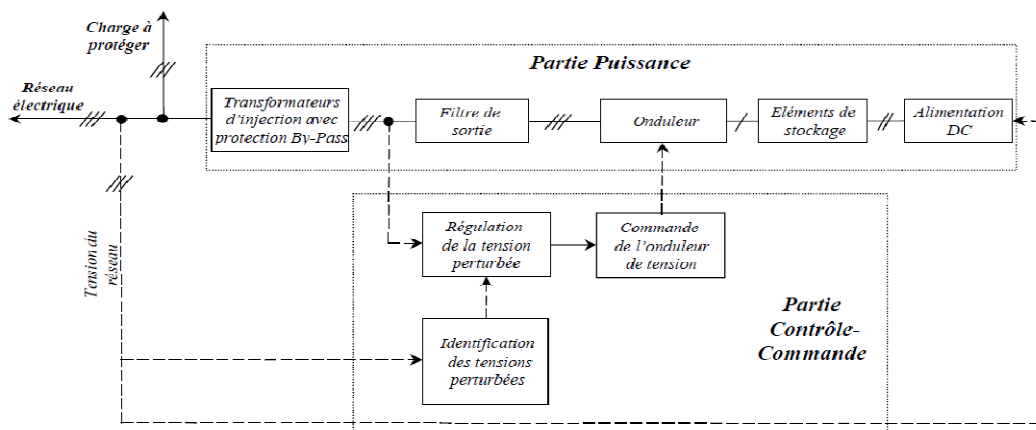 Charge à
protéger
Réseau
électrique
Partie Puissance
Transformateurs
d'injection avec
protection By-Pass
Filtre de
sortie
Onduleur
Eléments de
stockage
Alimentation
DC
Tension du
réseau
Régulation
de la tension
perturbée
Commande
de l'onduleur
de tension
Identification
des tensions
perturbées
Partie
Contrôle-
Commande